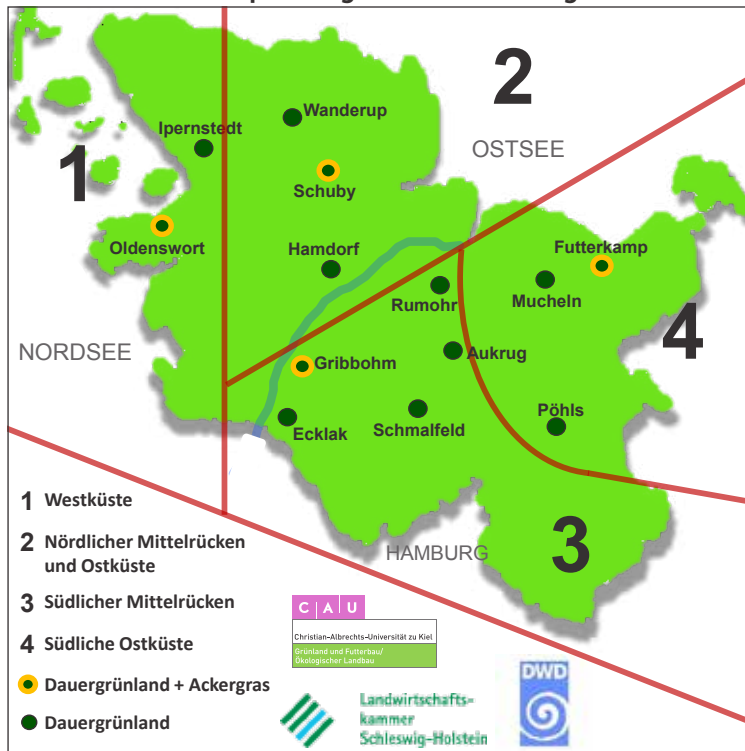 2
Wanderup
Ipernstedt
OSTSEE
1
Schuby
4
Oldenswort
Hamdorf
Futterkamp
Rumohr
Mucheln
NORDSEE
Gribbohm
Aukrug
Ecklak
Schmalfeld
Pöhls
HAMBURG
3
1 Westküste
2 Nördlicher Mittelrücken
und Ostküste
3 Südlicher Mittelrücken
4 Südliche Ostküste
Dauergrünland + Ackergras
Dauergrünland
C A U
Christian-Albrechts-Universität zu Kiel
Grünland und Futterbau/
Ökologischer Landbau
Landwirtschafts-
kammer
Schleswig-Holstein
DWD